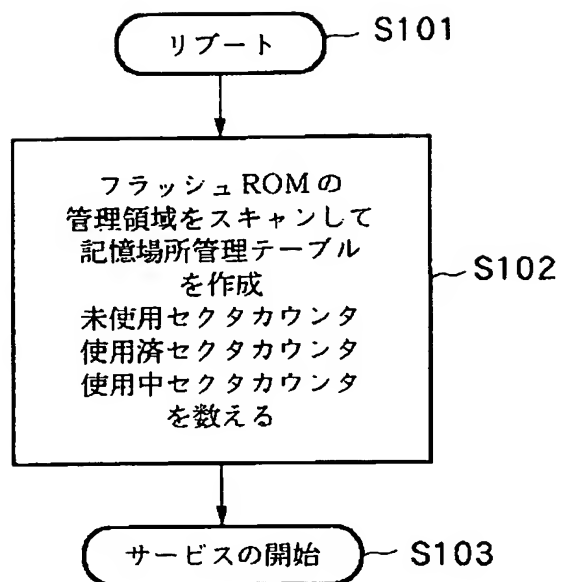 リブート
S101
フラッシュROMの
管理領域をスキャンして
記憶場所管理テーブル
を作成
未使用セクタカウンタ
使用済セクタカウンタ
使用中セクタカウンタ
を数える
S102
サービスの開始
S103